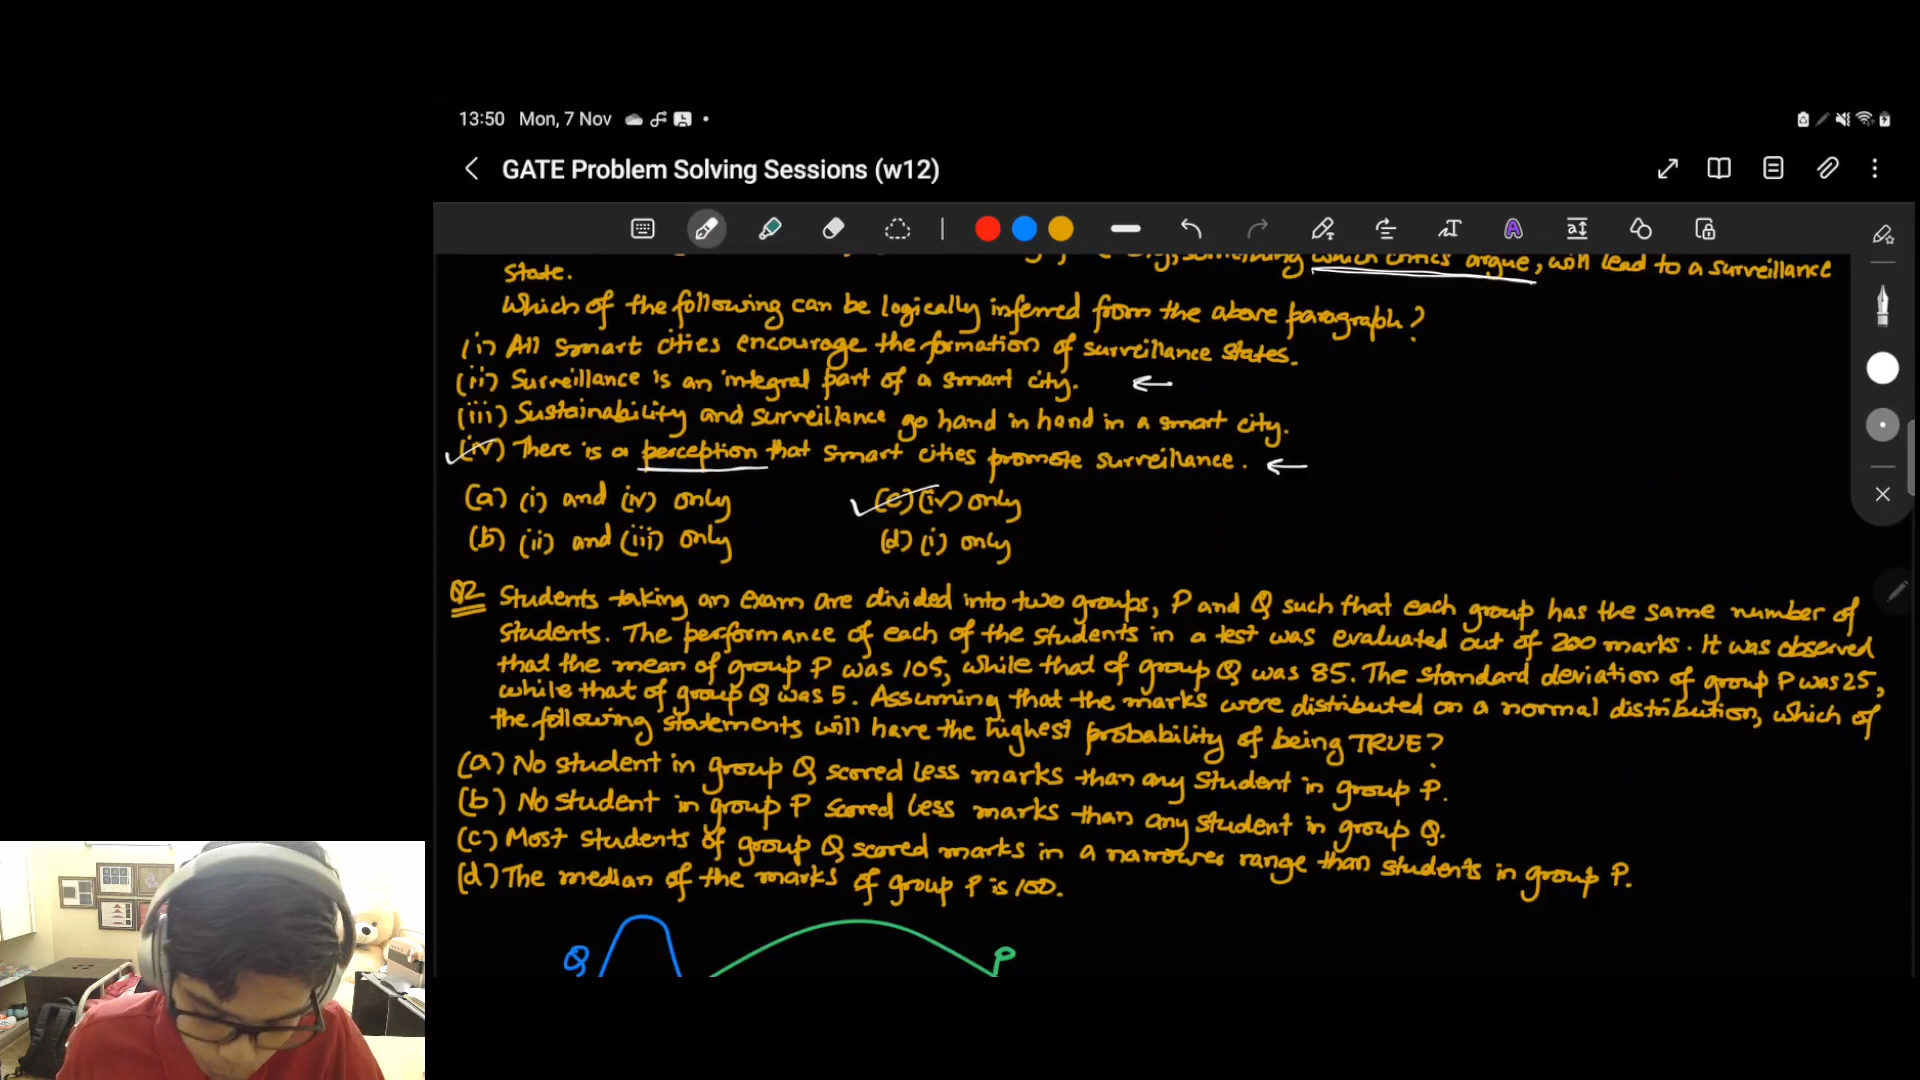 13:50 Mon, 7 Nov
GATE Problem Solving Sessions (w12)
which critics argue, will lead to a surveillance
state.
Which of the following can be logically inferred from the above paragraph?
(i) All smart cities encourage the formation of surveillance states.
(ii) Surveillance is an integral part of a smart city.
(iii) Sustainability and surveillance go hand in hand in a smart city.
(iv) There is a perception that smart cities promote surveillance.
(a) (i) and (iv) only (c) (iv) only
(b) (ii) and (iii) only (d) (i) only
Q2 Students taking an exam are divided into two groups, P and Q such that each group has the same number of
students. The performance of each of the students in a test was evaluated out of 200 marks. It was observed
that the mean of group P was 105, while that of group Q was 85. The standard deviation of group P was 25,
while that of group Q was 5. Assuming that the marks were distributed on a normal distribution, which of
the following statements will have the highest probability of being TRUE?
(a) No student in group Q scored less marks than any student in group P.
(b) No student in group P scored less marks than any student in group Q.
(c) Most students of group Q scored marks in a narrower range than students in group P.
(d) The median of the marks of group P is 100.
Q P